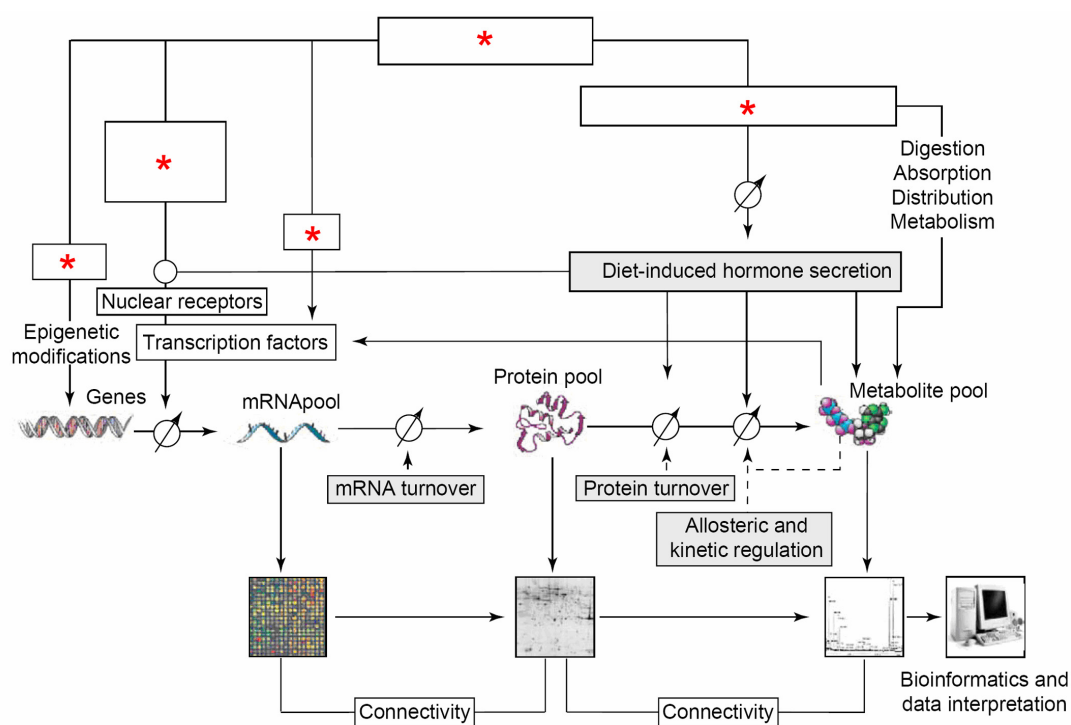 *
*
*
*
*
Digestion
Absorption
Distribution
Metabolism
Diet-induced hormone secretion
Nuclear receptors
Epigenetic
modifications
Transcription factors
Genes
mRNApool
Protein pool
Metabolite pool
mRNA turnover
Protein turnover
Allosteric and
kinetic regulation
Connectivity
Connectivity
Bioinformatics and
data interpretation